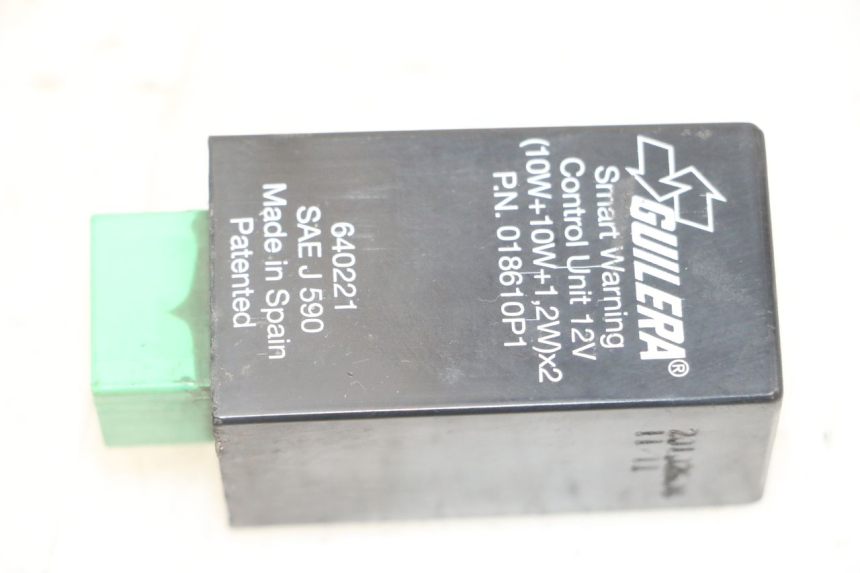 GUILERA®
Smart Warning
Control Unit 12V
(10W+10W+1,2W)x2
P.N. 018610P1
640221
SAE J 590
Made in Spain
Patented